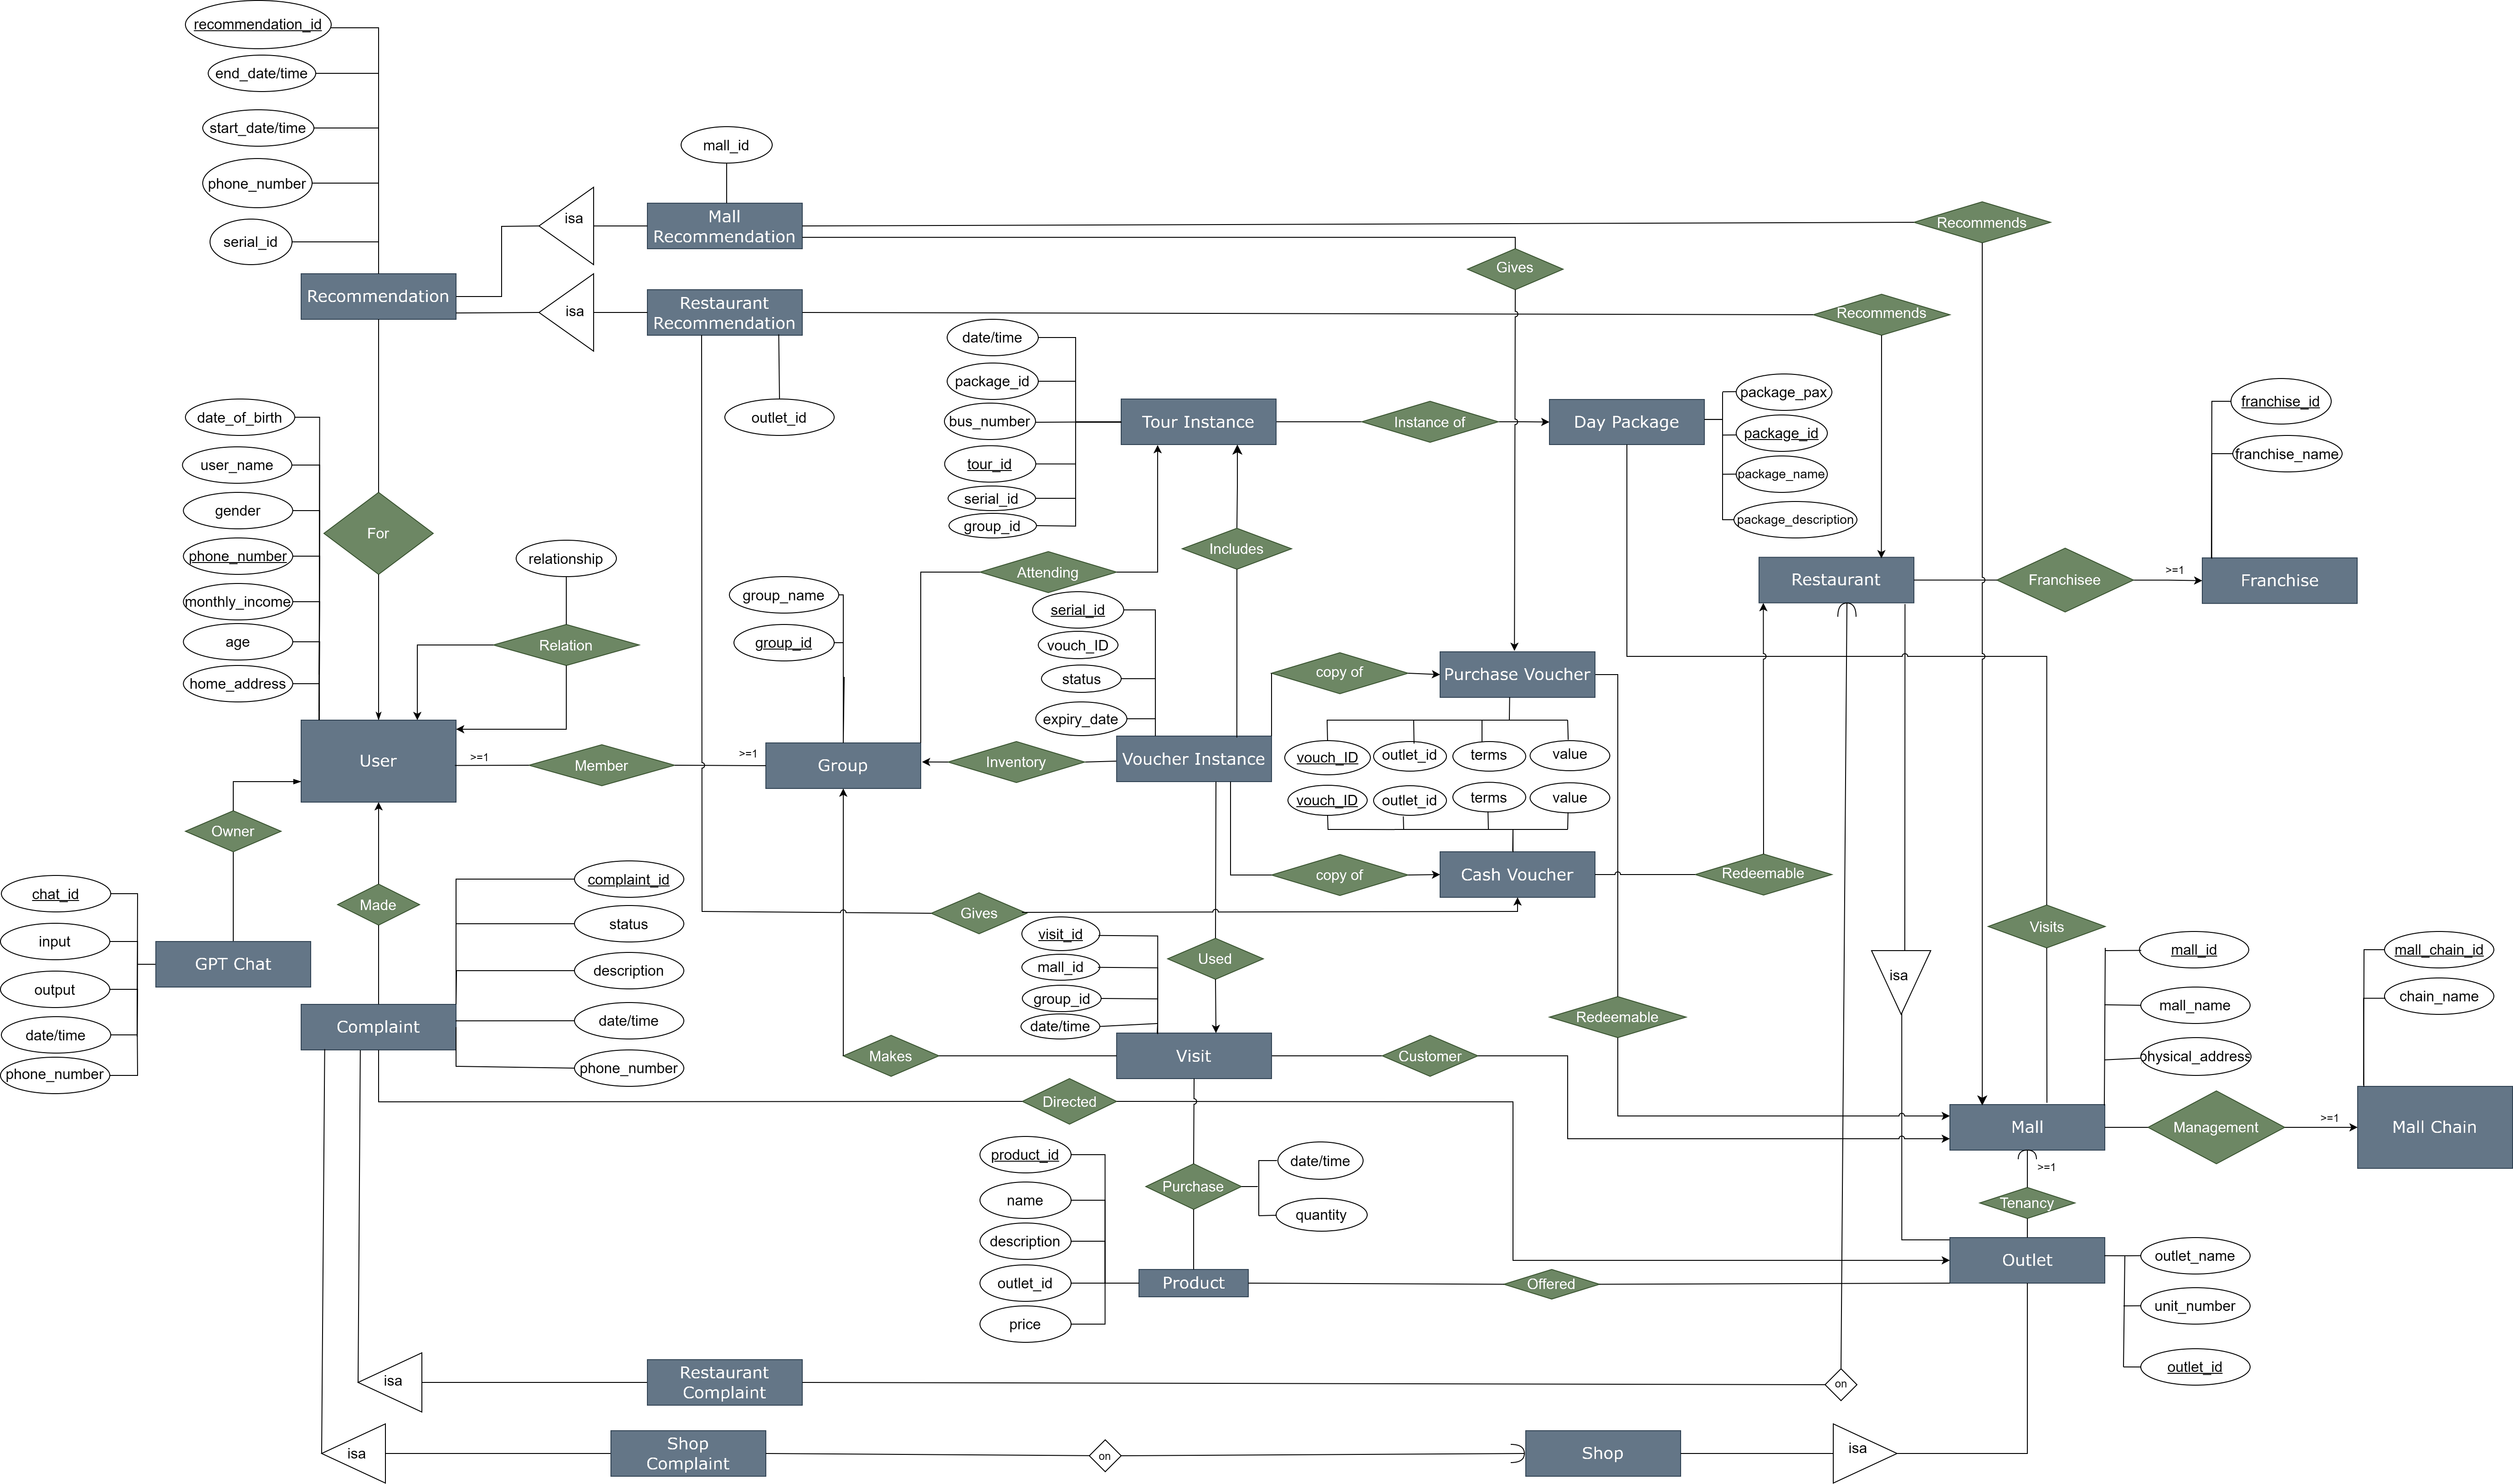 recommendation_id
end_date/time
start_date/time
phone_number
serial_id
Recommendation
isa
isa
mall_id
Mall
Recommendation
Restaurant
Recommendation
outlet_id
Recommends
Gives
Recommends
date_of_birth
user_name
gender
phone_number
monthly_income
age
home_address
For
relationship
Relation
User
>=1
Member
>=1
group_name
group_id
Group
Attending
date/time
package_id
bus_number
tour_id
serial_id
group_id
Tour Instance
Instance of
Day Package
package_pax
package_id
package_name
package_description
Includes
serial_id
vouch_ID
status
expiry_date
Inventory
Voucher Instance
copy of
Purchase Voucher
vouch_ID
outlet_id
terms
value
vouch_ID
outlet_id
terms
value
copy of
Cash Voucher
Redeemable
Restaurant
Franchisee
>=1
Franchise
franchise_id
franchise_name
Owner
chat_id
input
output
date/time
phone_number
GPT Chat
Made
Complaint
complaint_id
status
description
date/time
phone_number
Gives
visit_id
mall_id
group_id
date/time
Used
Makes
Visit
Customer
Redeemable
Directed
isa
Visits
mall_id
mall_name
physical_address
Mall
Management
>=1
Mall Chain
mall_chain_id
chain_name
>=1
Tenancy
Outlet
outlet_name
unit_number
outlet_id
product_id
name
description
outlet_id
price
Purchase
date/time
quantity
Product
Offered
isa
Restaurant
Complaint
on
isa
Shop
Complaint
on
Shop
isa